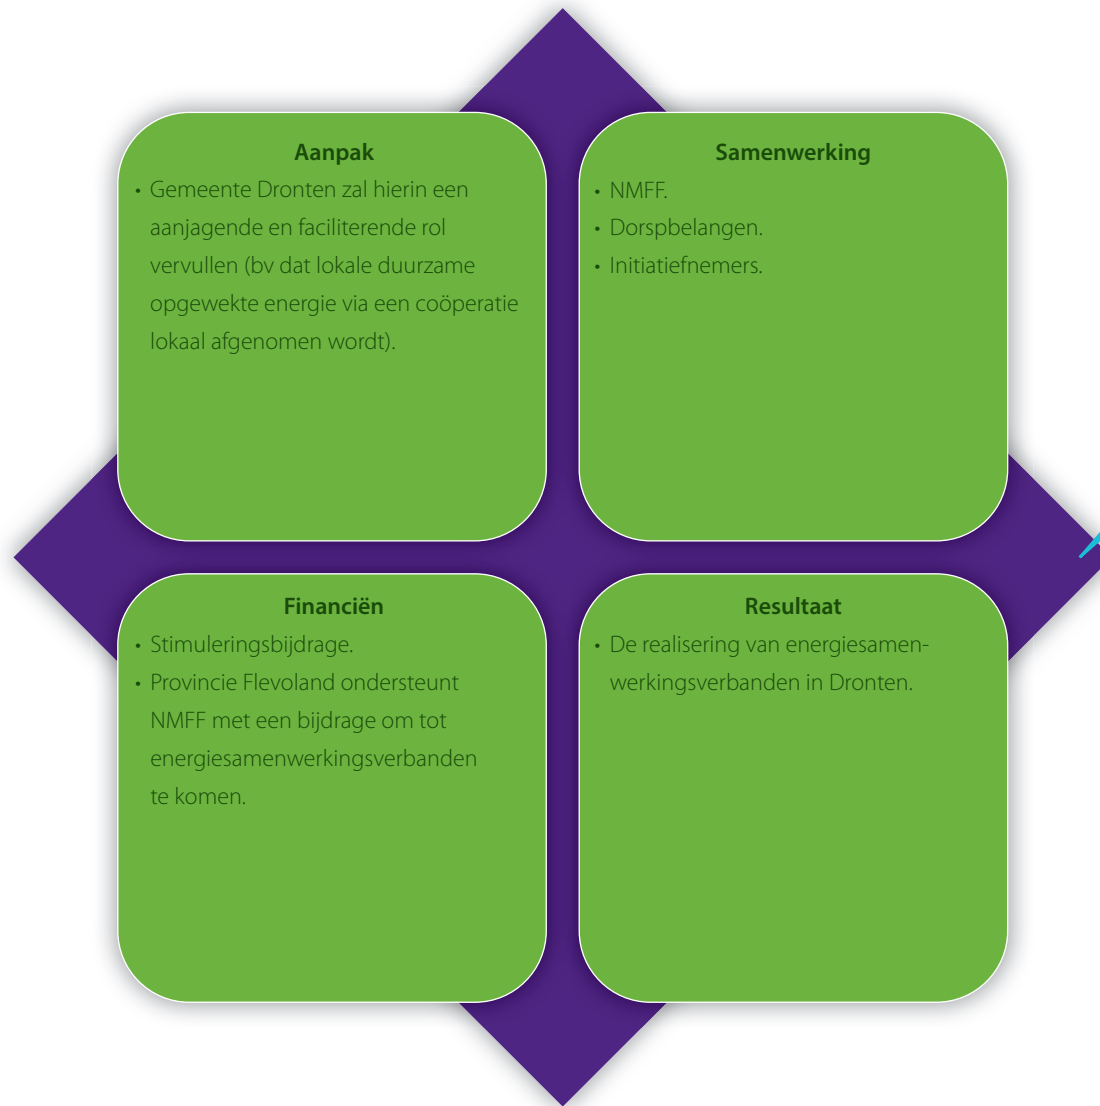 Aanpak
• Gemeente Dronten zal hierin een
aanjagende en faciliterende rol
vervullen (bv dat lokale duurzame
opgewekte energie via een coöperatie
lokaal afgenomen wordt).
Samenwerking
• NMFF.
• Dorspbelangen.
• Initiatiefnemers.
Financiën
• Stimuleringsbijdrage.
• Provincie Flevoland ondersteunt
NMFF met een bijdrage om tot
energiesamenwerkingsverbanden
te komen.
Resultaat
• De realisering van energiesamen-
werkingsverbanden in Dronten.